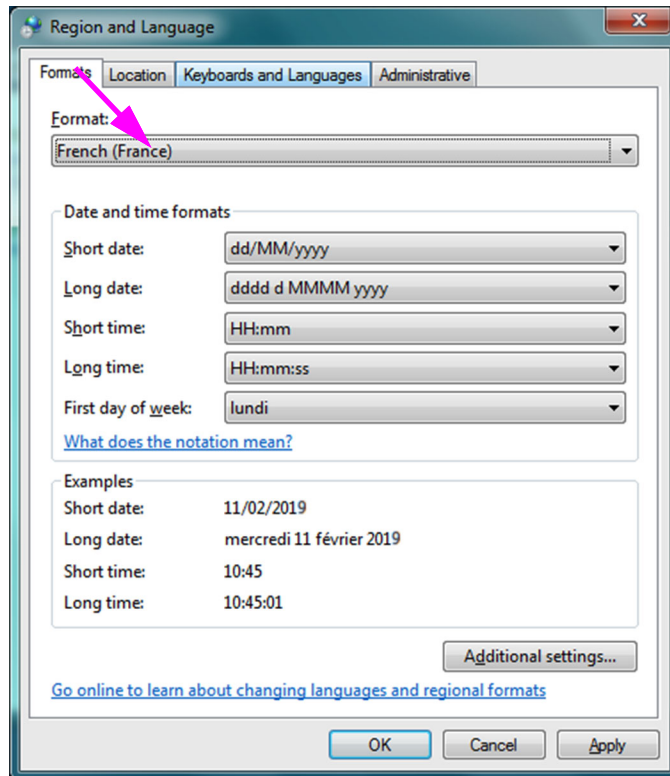 Region and Language
Formats Location Keyboards and Languages Administrative
Format:
French (France)
Date and time formats
Short date: dd/MM/yyyy
Long date: dddd d MMMM yyyy
Short time: HH:mm
Long time: HH:mm:ss
First day of week: lundi
What does the notation mean?
Examples
Short date: 11/02/2019
Long date: mercredi 11 février 2019
Short time: 10:45
Long time: 10:45:01
Additional settings...
Go online to learn about changing languages and regional formats
OK Cancel Apply